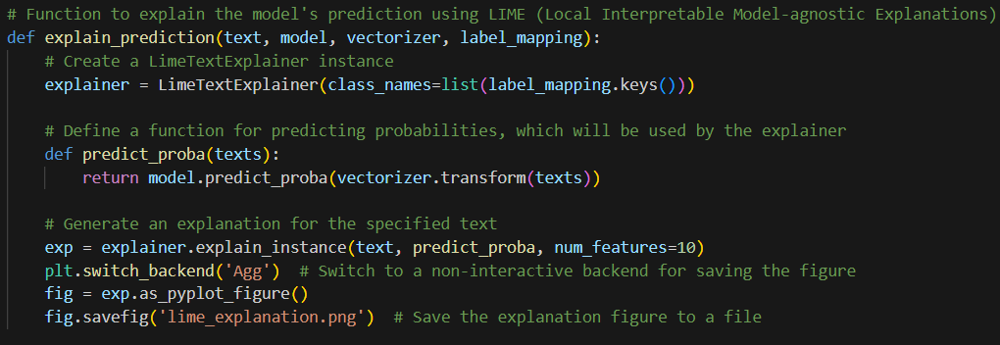 # Function to explain the model's prediction using LIME (Local Interpretable Model-agnostic Explanations)
def explain_prediction(text, model, vectorizer, label_mapping):
    # Create a LimeTextExplainer instance
    explainer = LimeTextExplainer(class_names=list(label_mapping.keys()))

    # Define a function for predicting probabilities, which will be used by the explainer
    def predict_proba(texts):
        return model.predict_proba(vectorizer.transform(texts))

    # Generate an explanation for the specified text
    exp = explainer.explain_instance(text, predict_proba, num_features=10)
    plt.switch_backend('Agg')  # Switch to a non-interactive backend for saving the figure
    fig = exp.as_pyplot_figure()
    fig.savefig('lime_explanation.png')  # Save the explanation figure to a file